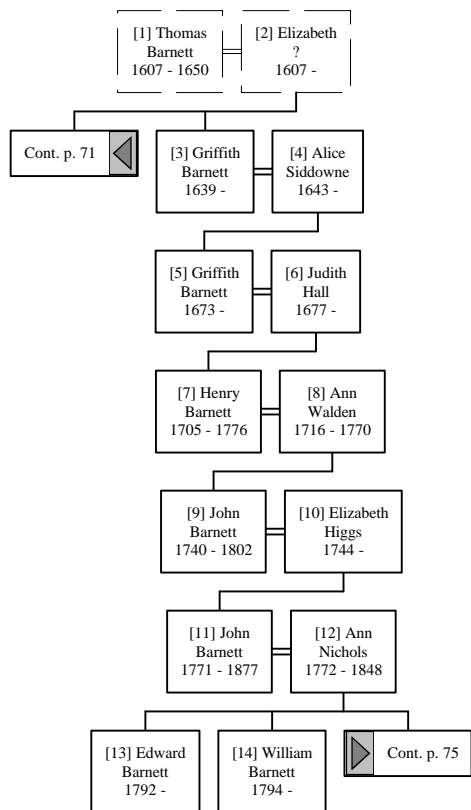 [1] Thomas
Barnett
1607 - 1650
[2] Elizabeth
?
1607 -
Cont. p. 71
[3] Griffith
Barnett
1639 -
[4] Alice
Siddowne
1643 -
[5] Griffith
Barnett
1673 -
[6] Judith
Hall
1677 -
[7] Henry
Barnett
1705 - 1776
[8] Ann
Walden
1716 - 1770
[9] John
Barnett
1740 - 1802
[10] Elizabeth
Higgs
1744 -
[11] John
Barnett
1771 - 1877
[12] Ann
Nichols
1772 - 1848
[13] Edward
Barnett
1792 -
[14] William
Barnett
1794 -
Cont. p. 75